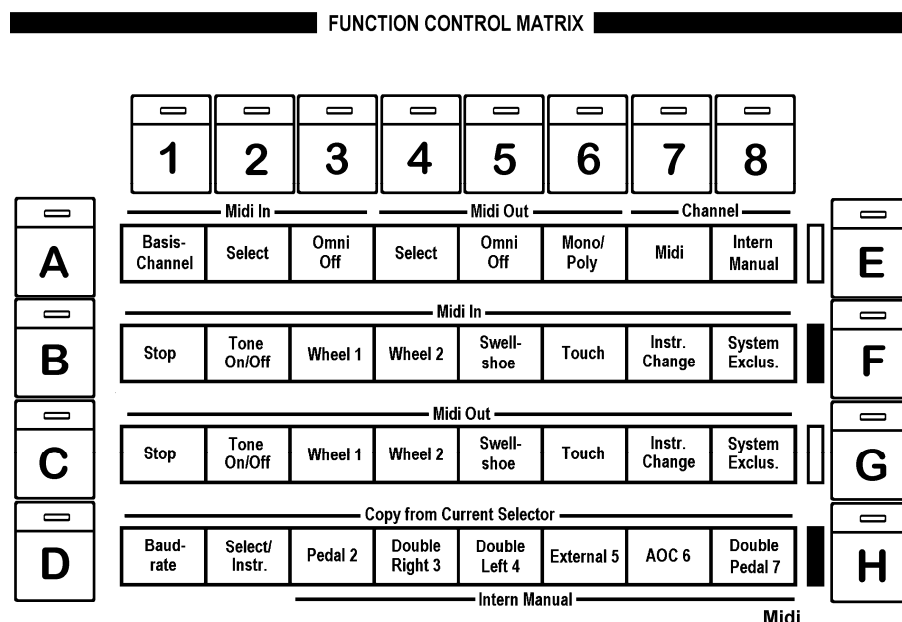 FUNCTION CONTROL MATRIX
1 2 3 4 5 6 7 8
Midi In Midi Out Channel
A
Basis-
Channel
Select
Omni
Off
Select
Omni
Off
Mono/
Poly
Midi
Intern
Manual
E
Midi In
B
Stop
Tone
On/Off
Wheel 1
Wheel 2
Swell-
shoe
Touch
Instr.
Change
System
Exclus.
F
Midi Out
C
Stop
Tone
On/Off
Wheel 1
Wheel 2
Swell-
shoe
Touch
Instr.
Change
System
Exclus.
G
Copy from Current Selector
D
Baud-
rate
Select/
Instr.
Pedal 2
Double
Right 3
Double
Left 4
External 5
AOC 6
Double
Pedal 7
H
Intern Manual
Midi